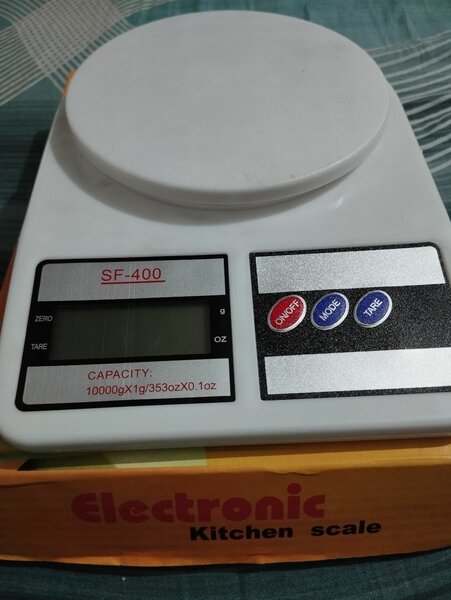 SF-400
ZERO
g
TARE
OZ
CAPACITY:
10000gX1g/353ozX0.1oz
ON/OFF
MODE
TARE
Electronic
Kitchen scale